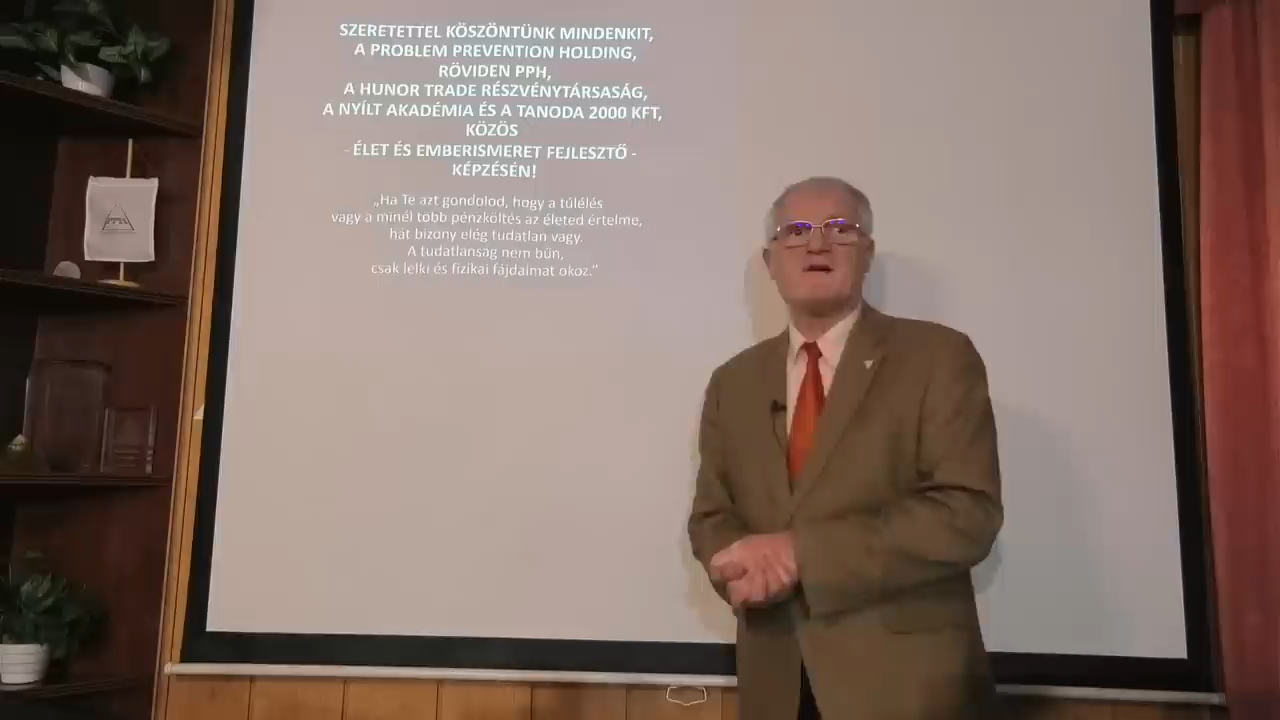 SZERETETTEL KÖSZÖNTÜNK MINDENKIT,
A PROBLEM PREVENTION HOLDING,
RÖVIDEN PPH,
A HUNOR TRADE RÉSZVÉNYTÁRSASÁG,
A NYÍLT AKADÉMIA ÉS A TANODA 2000 KFT,
KÖZÖS
- ÉLET ÉS EMBERISMERET FEJLESZTŐ -
KÉPZÉSÉN!
„Ha Te azt gondolod, hogy a túlélés
vagy a minél több pénzköltés az életed értelme,
hát bizony elég tudatlan vagy.
A tudatlanság nem bűn,
csak lelki és fizikai fájdalmat okoz.”